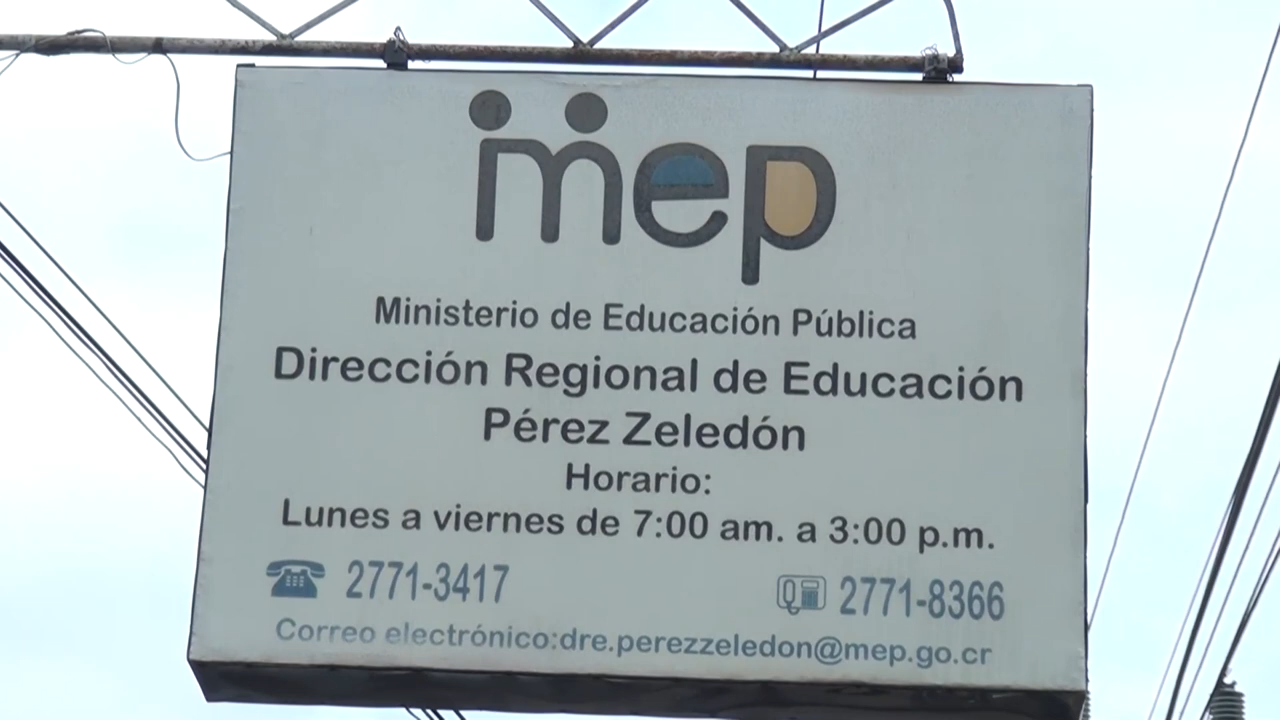 mep
Ministerio de Educación Pública
Dirección Regional de Educación
Pérez Zeledón
Horario:
Lunes a viernes de 7:00 am. a 3:00 p.m.
2771-3417 2771-8366
Correo electrónico:dre.perezzeledon@mep.go.cr